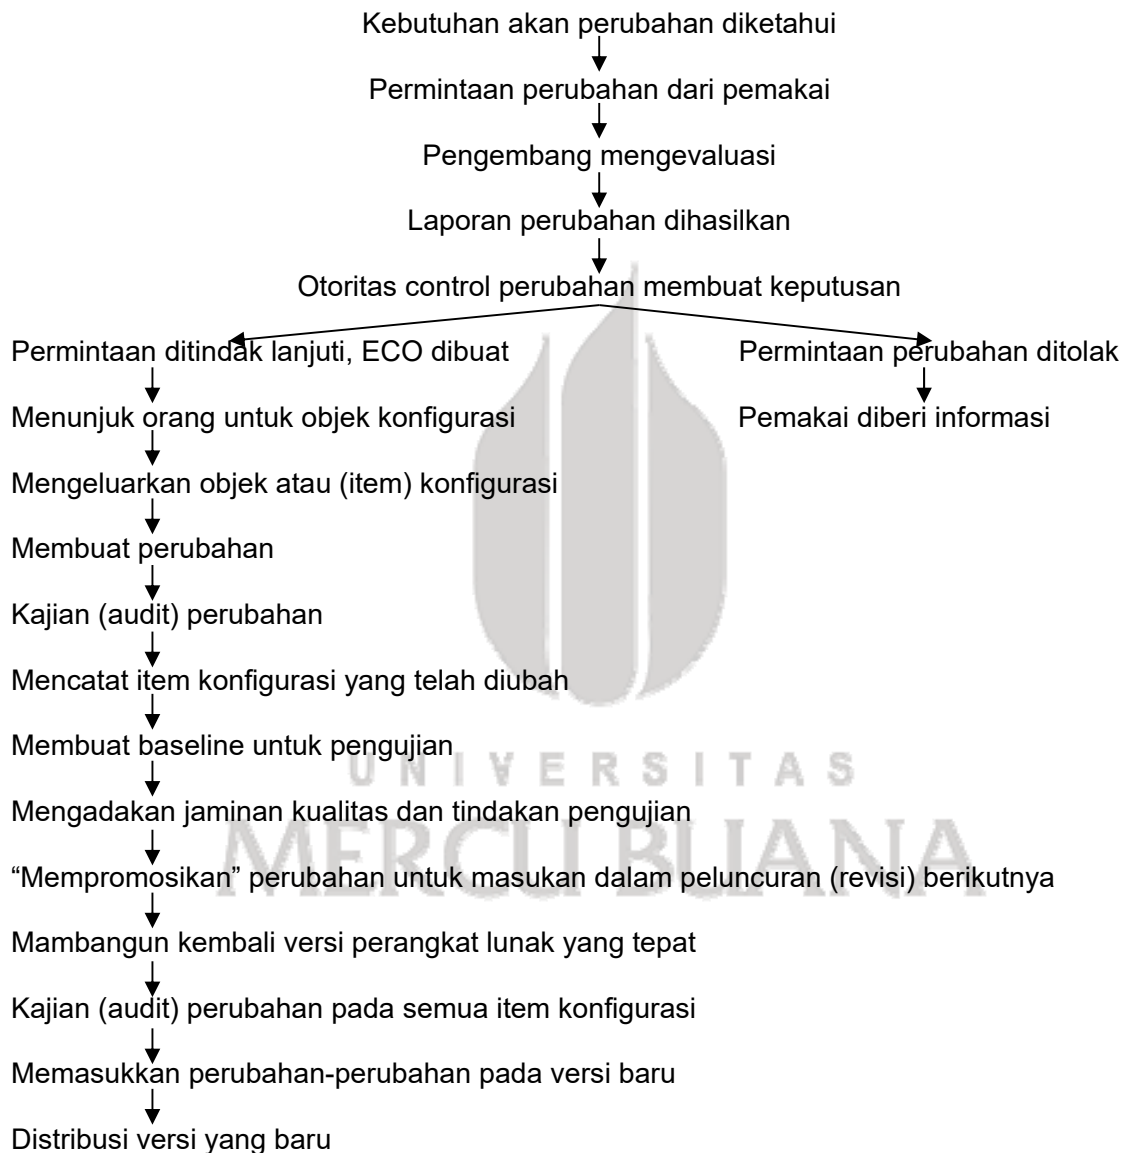 Kebutuhan akan perubahan diketahui
Permintaan perubahan dari pemakai
Pengembang mengevaluasi
Laporan perubahan dihasilkan
Otoritas control perubahan membuat keputusan
Permintaan ditindak lanjuti, ECO dibuat
Permintaan perubahan ditolak
Menunjuk orang untuk objek konfigurasi
Pemakai diberi informasi
Mengeluarkan objek atau (item) konfigurasi
Membuat perubahan
Kajian (audit) perubahan
Mencatat item konfigurasi yang telah diubah
Membuat baseline untuk pengujian
UNIVERSITAS
Mengadakan jaminan kualitas dan tindakan pengujian
MERCU BUANA
“Mempromosikan” perubahan untuk masukan dalam peluncuran (revisi) berikutnya
Mambangun kembali versi perangkat lunak yang tepat
Kajian (audit) perubahan pada semua item konfigurasi
Memasukkan perubahan-perubahan pada versi baru
Distribusi versi yang baru